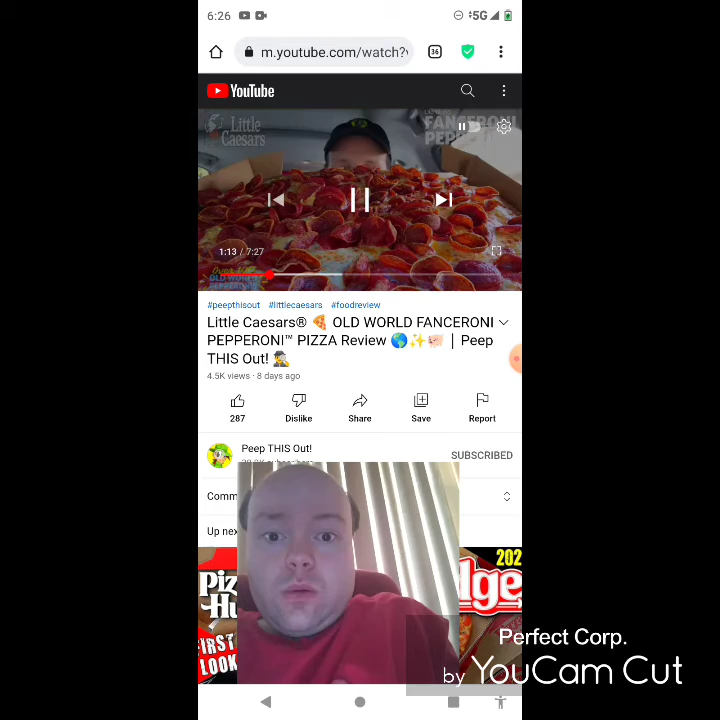 6:26
5G
m.youtube.com/watch?v
36
YouTube
Little
Caesars
FANCERONI
1:13 / 7:27
OLD WORLD
#peepthisout #littlecaesars #foodreview
Little Caesars® 🍕 OLD WORLD FANCERONI
PEPPERONI™ PIZZA Review 🌎✨🐖 | Peep
THIS Out! 🕵️
4.5K views · 8 days ago
287 Dislike Share Save Report
Peep THIS Out!
SUBSCRIBED
Comm
Up nex
202
Pizz
Hu
FIRST
LOOK
dge
Perfect Corp.
by YouCam Cut